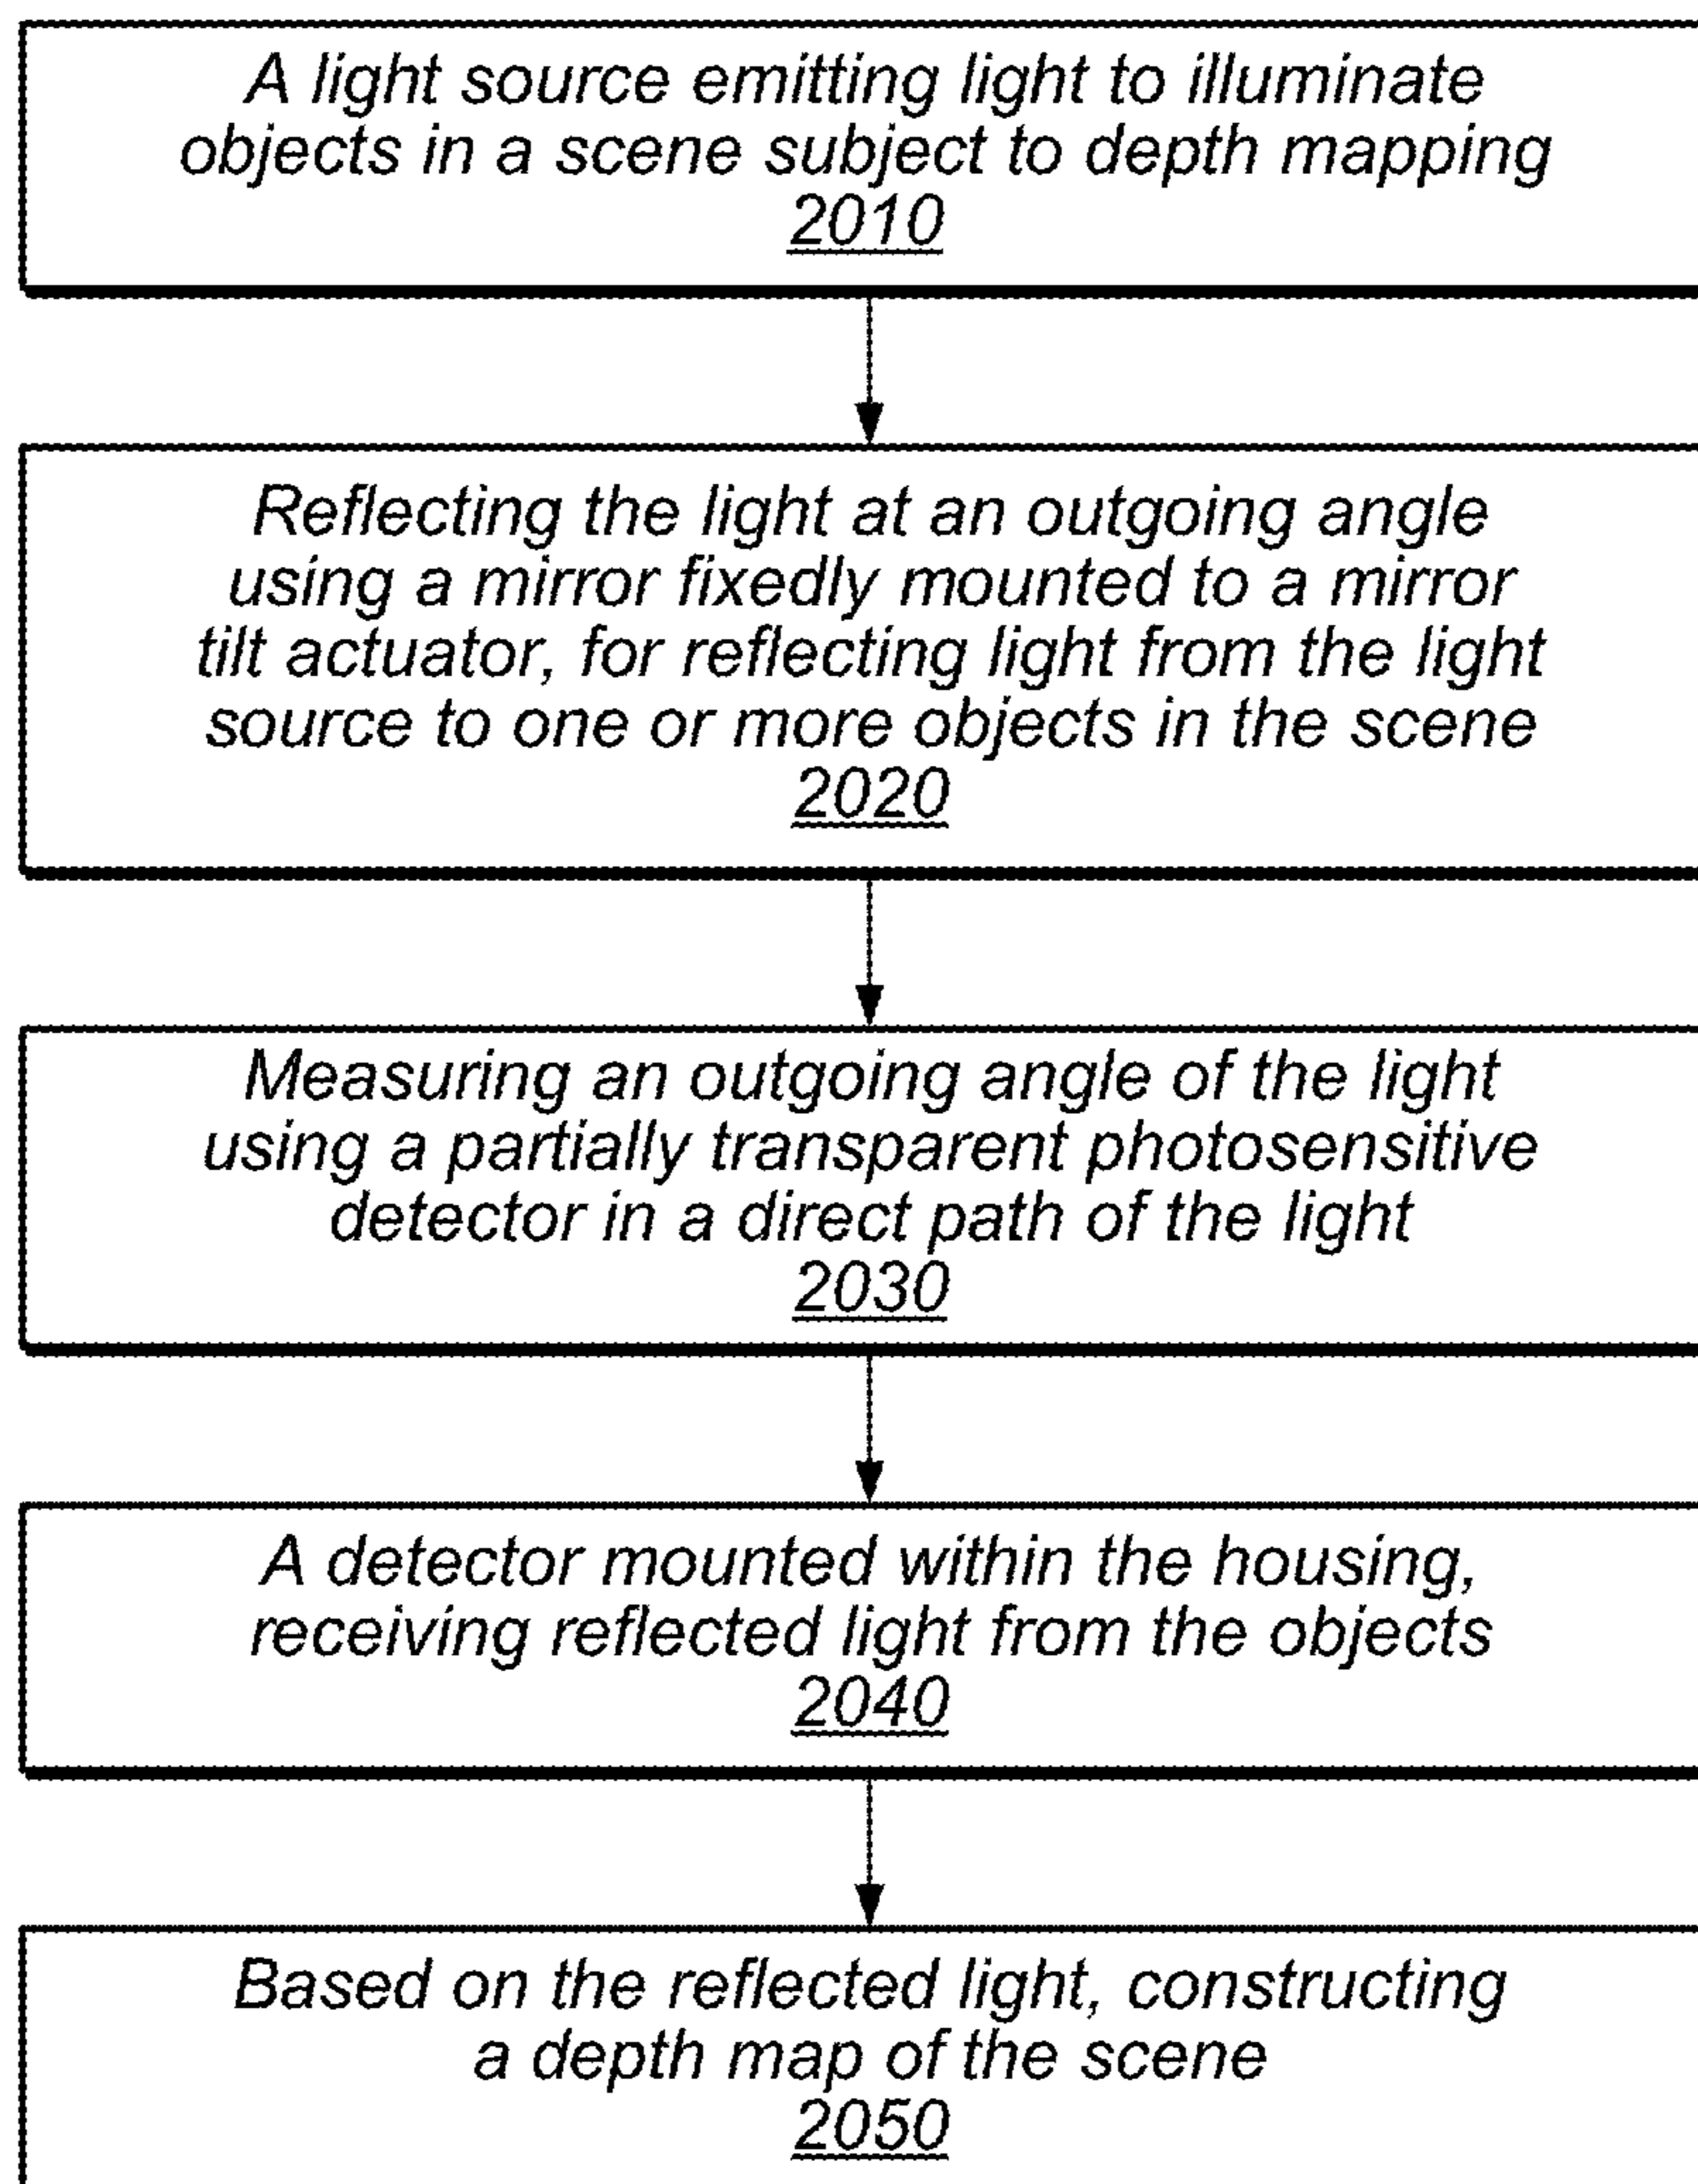 A light source emitting light to illuminate
objects in a scene subject to depth mapping
2010
Reflecting the light at an outgoing angle
using a mirror fixedly mounted to a mirror
tilt actuator, for reflecting light from the light
source to one or more objects in the scene
2020
Measuring an outgoing angle of the light
using a partially transparent photosensitive
detector in a direct path of the light
2030
A detector mounted within the housing,
receiving reflected light from the objects
2040
Based on the reflected light, constructing
a depth map of the scene
2050